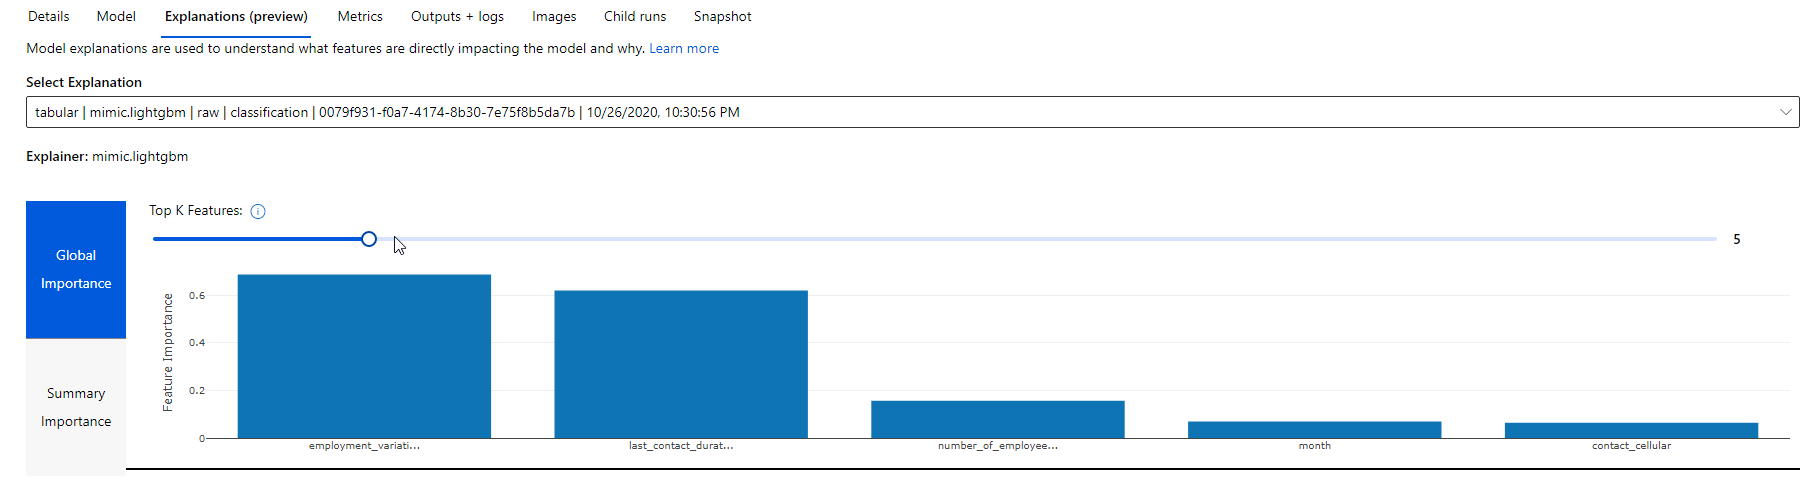 Details Model Explanations (preview) Metrics Outputs + logs Images Child runs Snapshot
Model explanations are used to understand what features are directly impacting the model and why. Learn more
Select Explanation
tabular | mimic.lightgbm | raw | classification | 0079f931-f0a7-4174-8b30-7e75f8b5da7b | 10/26/2020, 10:30:56 PM
Explainer: mimic.lightgbm
Global
Importance
Summary
Importance
Top K Features:
5
Feature Importance
0.6
0.4
0.2
0
employment_variati... last_contact_durat... number_of_employee... month contact_cellular